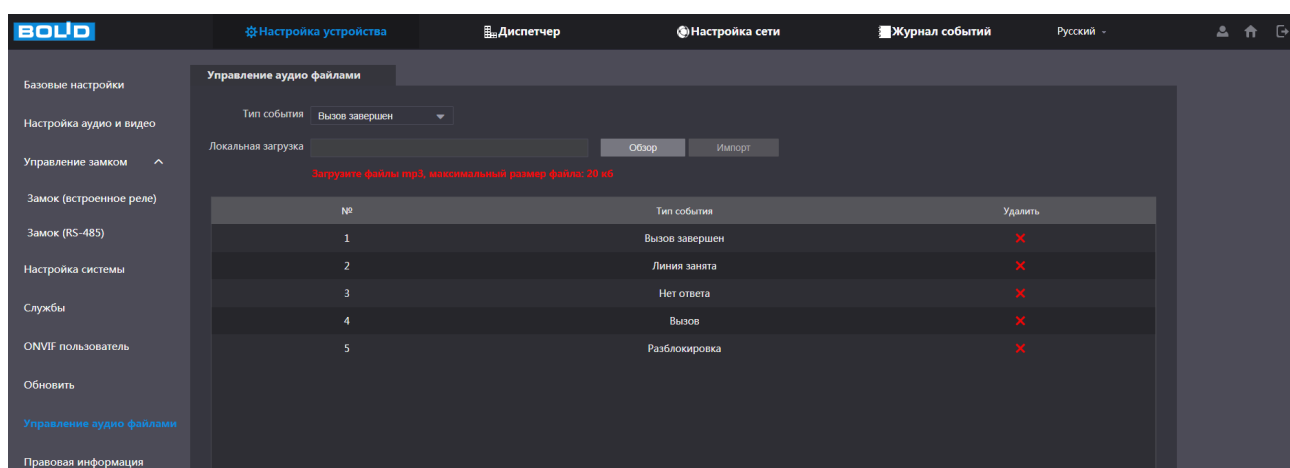 BOLID
Настройка устройства Диспетчер Настройка сети Журнал событий Русский
Базовые настройки
Настройка аудио и видео
Управление замком
Замок (встроенное реле)
Замок (RS-485)
Настройка системы
Службы
ONVIF пользователь
Обновить
Управление аудио файлами
Правовая информация
Управление аудио файлами
Тип события Вызов завершен
Локальная загрузка Обзор Импорт
Загрузите файлы mp3, максимальный размер файла: 20 кб
№ Тип события Удалить
1 Вызов завершен
2 Линия занята
3 Нет ответа
4 Вызов
5 Разблокировка